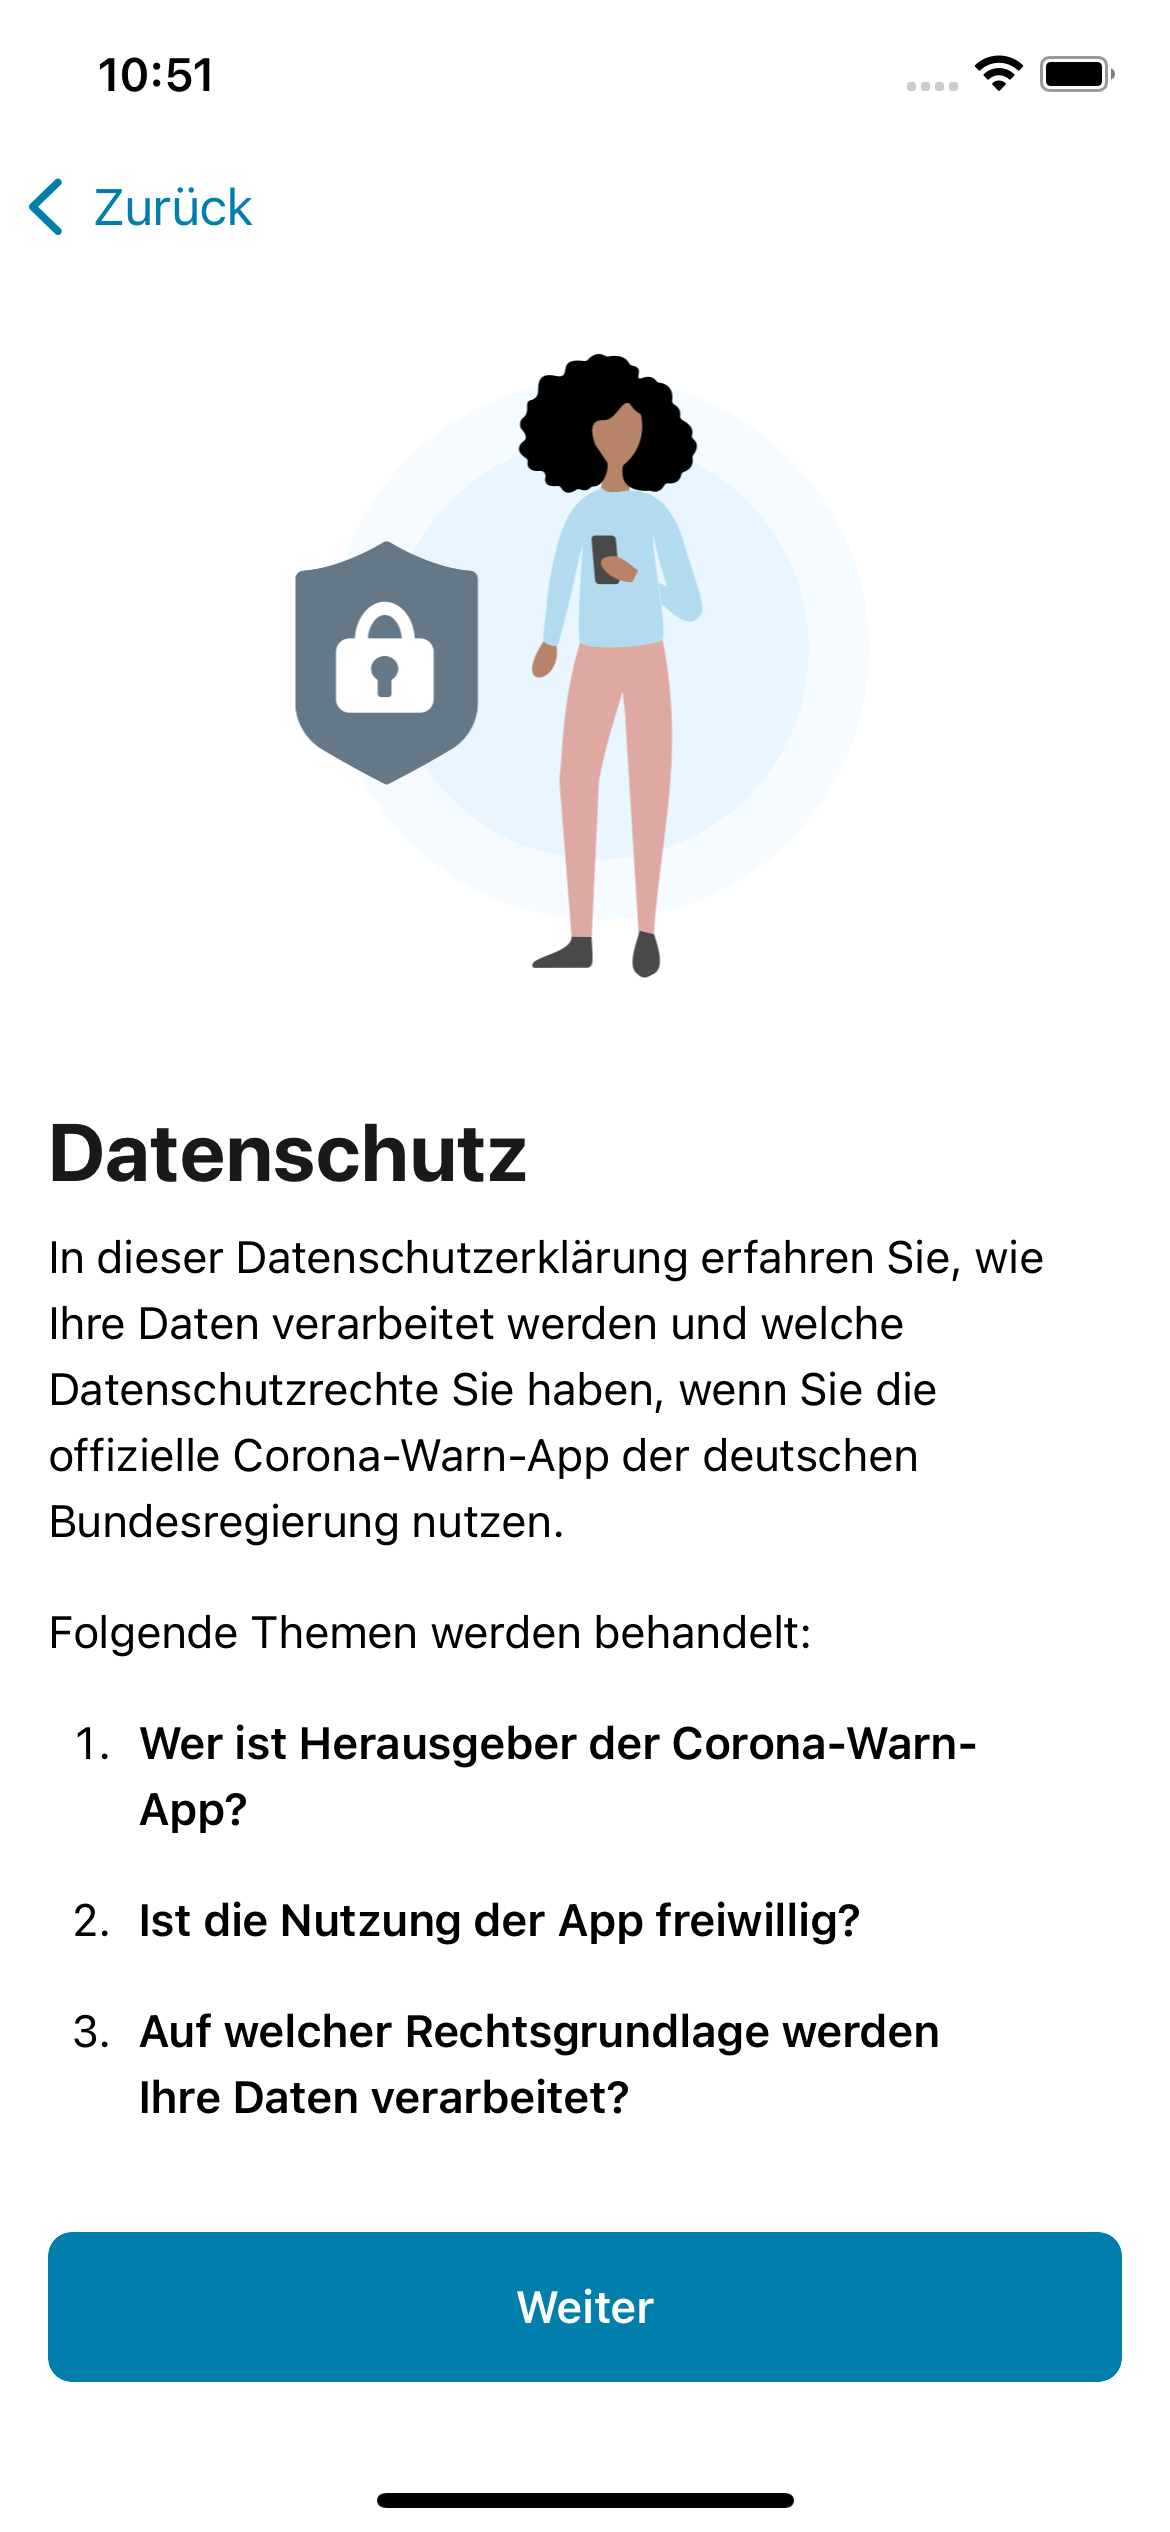 10:51
Zurück
Datenschutz
In dieser Datenschutzerklärung erfahren Sie, wie
Ihre Daten verarbeitet werden und welche
Datenschutzrechte Sie haben, wenn Sie die
offizielle Corona-Warn-App der deutschen
Bundesregierung nutzen.
Folgende Themen werden behandelt:
1. Wer ist Herausgeber der Corona-Warn-
App?
2. Ist die Nutzung der App freiwillig?
3. Auf welcher Rechtsgrundlage werden
Ihre Daten verarbeitet?
Weiter